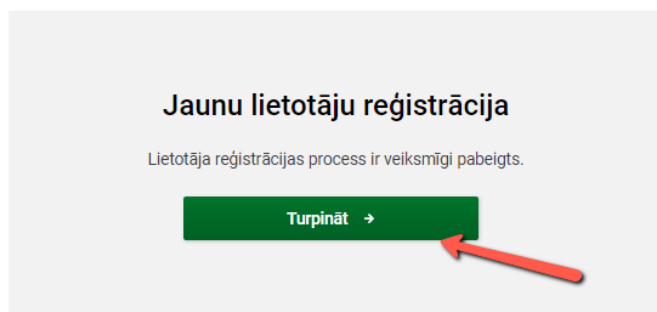 Jaunu lietotāju reģistrācija
Lietotāja reģistrācijas process ir veiksmīgi pabeigts.
Turpināt →